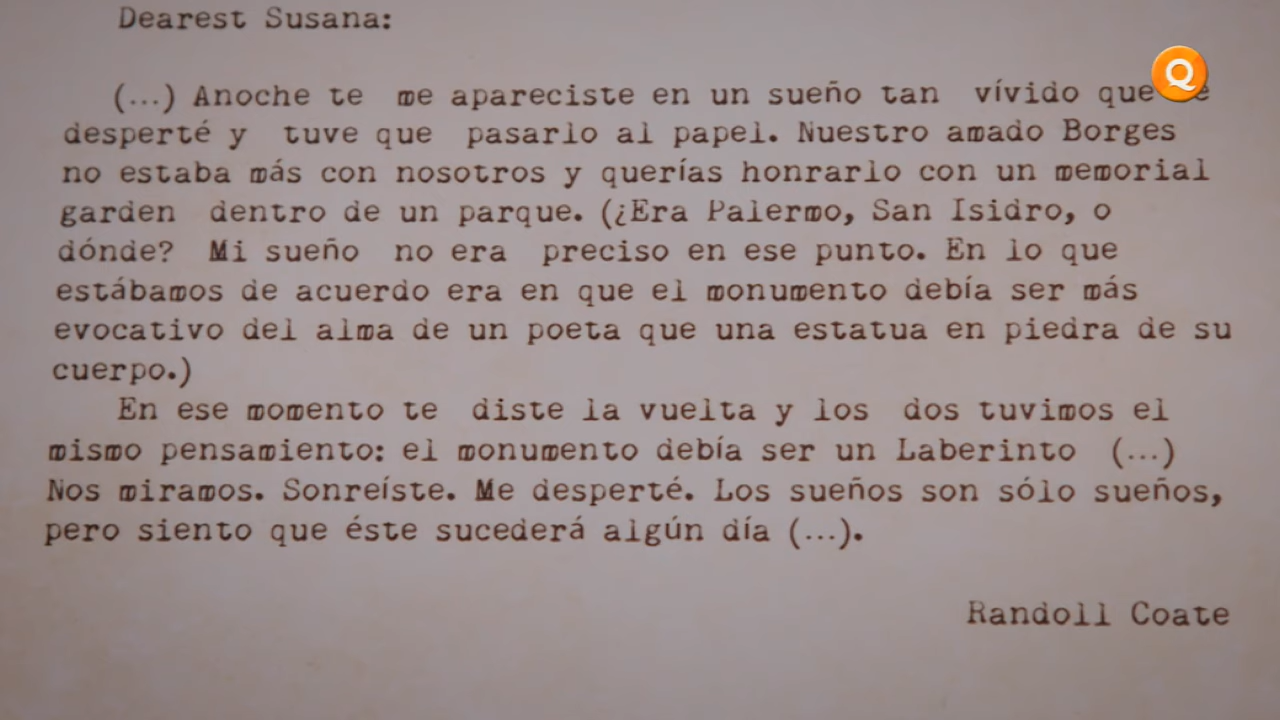 Dearest Susana:
(...) Anoche te me apareciste en un sueño tan vívido que
desperté y tuve que pasarlo al papel. Nuestro amado Borges
no estaba más con nosotros y querías honrarlo con un memorial
garden dentro de un parque. (¿Era Palermo, San Isidro, o
dónde? Mi sueño no era preciso en ese punto. En lo que
estábamos de acuerdo era en que el monumento debía ser más
evocativo del alma de un poeta que una estatua en piedra de su
cuerpo.)
En ese momento te diste la vuelta y los dos tuvimos el
mismo pensamiento: el monumento debía ser un Laberinto (...)
Nos miramos. Sonreíste. Me desperté. Los sueños son sólo sueños,
pero siento que éste sucederá algún día (...).
Randoll Coate